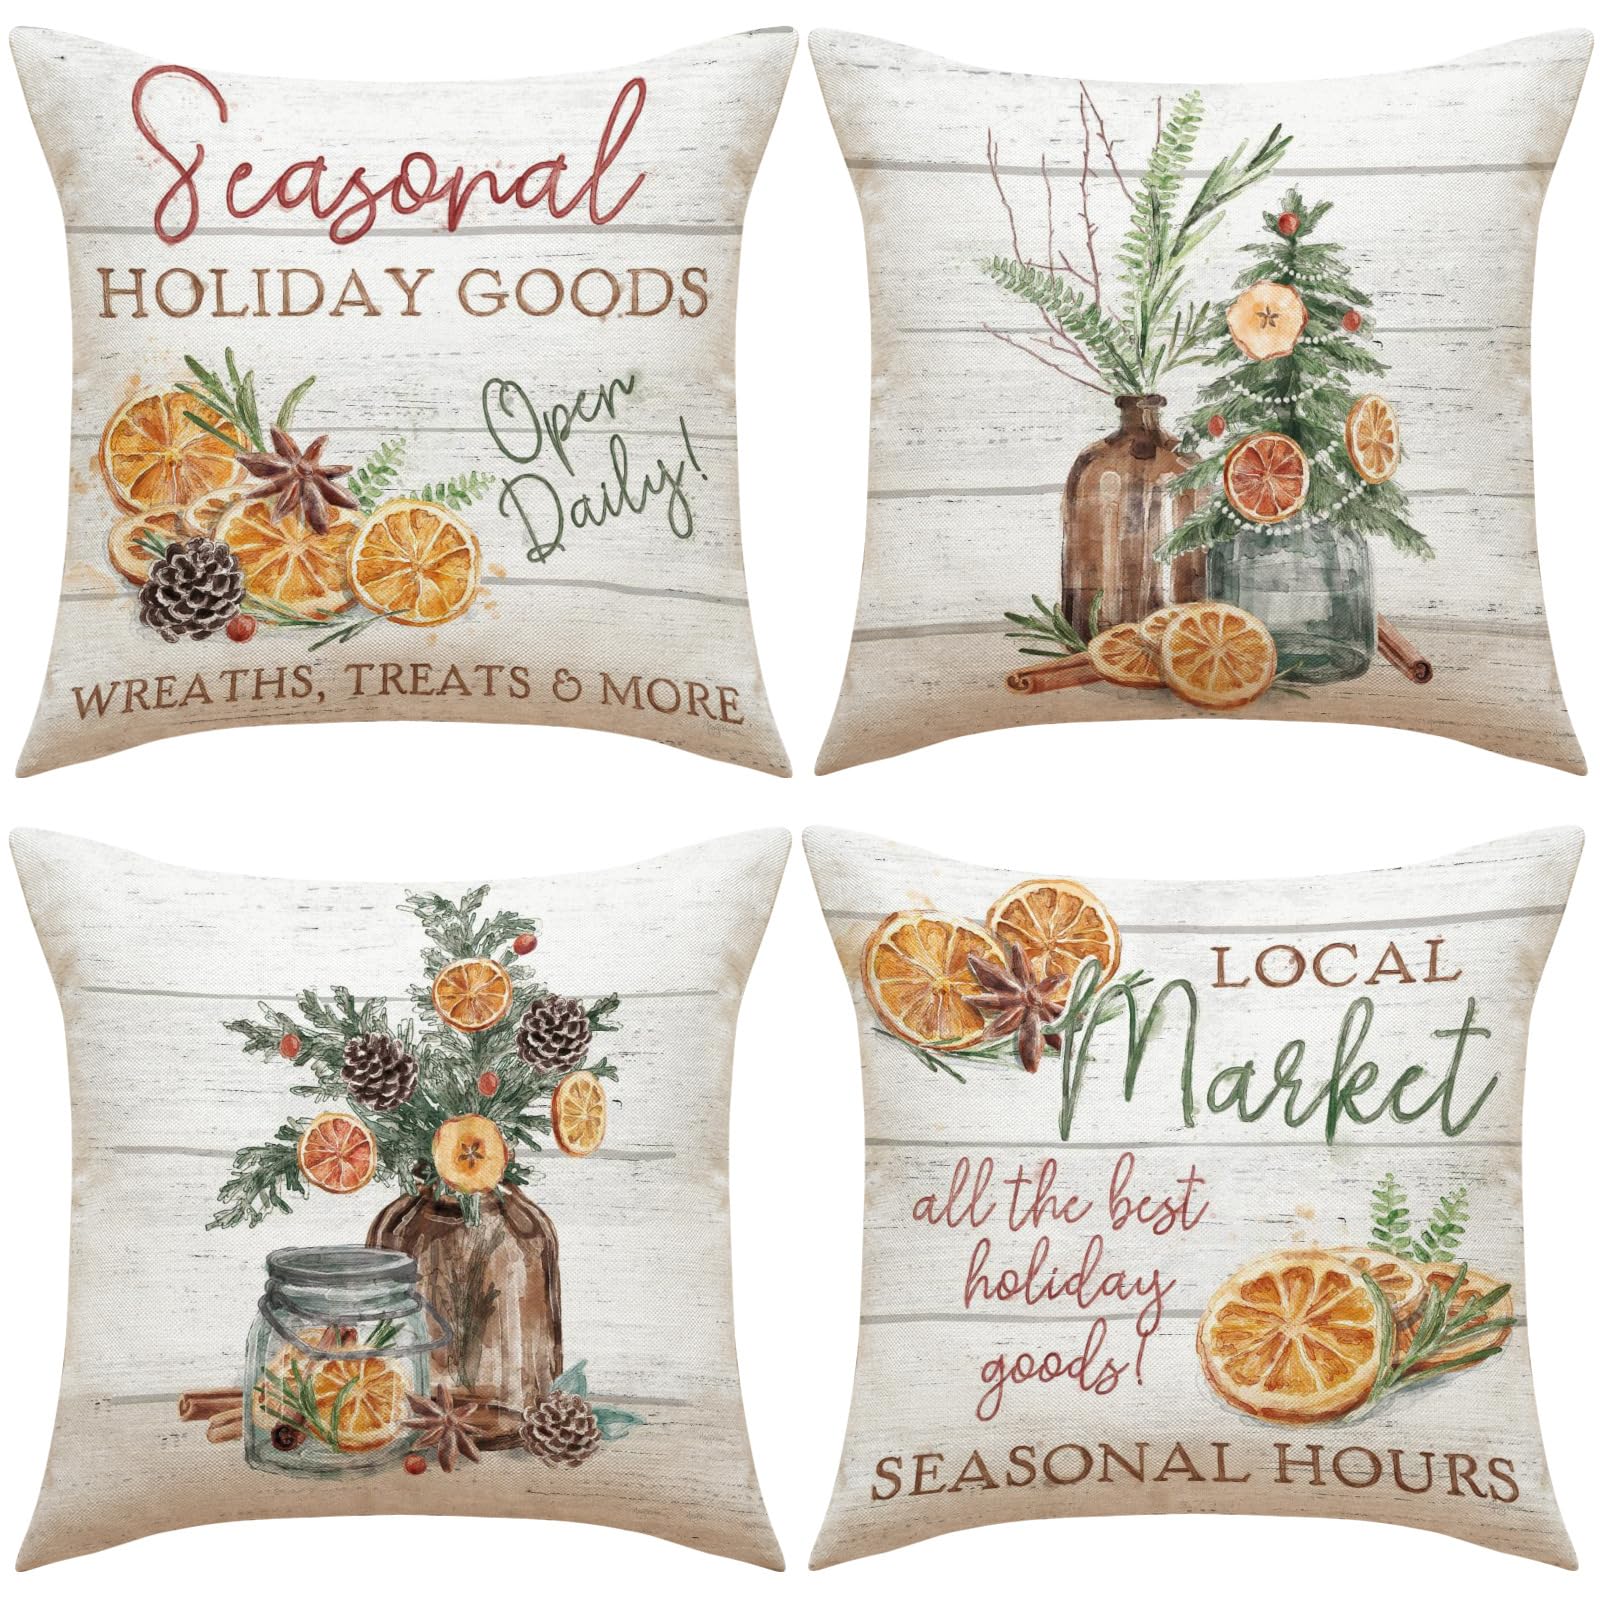 Seasonal
HOLIDAY GOODS
Open
Daily!
WREATHS, TREATS & MORE
LOCAL
Market
all the best
holiday
goods!
SEASONAL HOURS